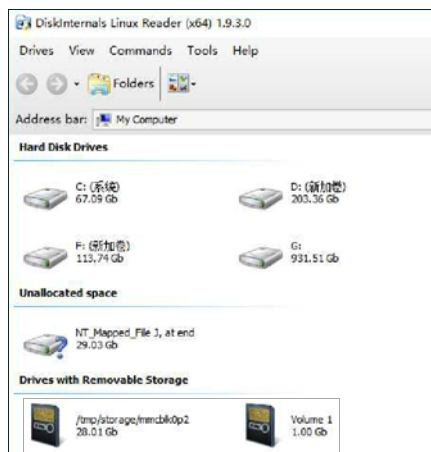 DiskInternals Linux Reader (x64) 1.9.3.0
Drives View Commands Tools Help
Folders
Address bar: My Computer
Hard Disk Drives
C: (系统)
67.09 Gb
D: (新加卷)
203.36 Gb
F: (新加卷)
113.74 Gb
G:
931.51 Gb
Unallocated space
NT_Mapped_File J, at end
29.03 Gb
Drives with Removable Storage
/tmp/storage/mmcblk0p2
28.01 Gb
Volume 1
1.00 Gb